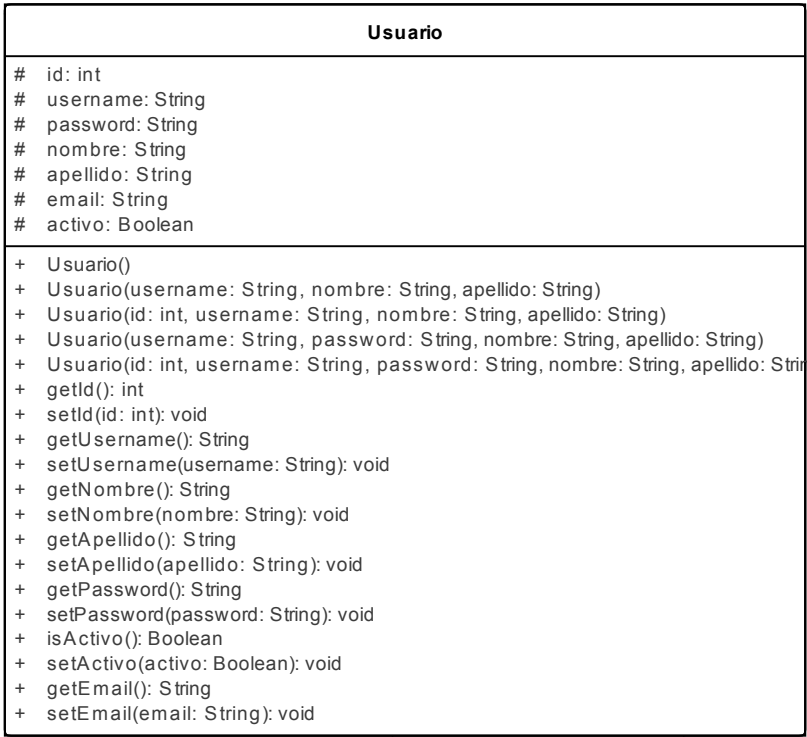 Usuario
# id: int
# username: String
# password: String
# nombre: String
# apellido: String
# email: String
# activo: Boolean
+ Usuario()
+ Usuario(username: String, nombre: String, apellido: String)
+ Usuario(id: int, username: String, nombre: String, apellido: String)
+ Usuario(username: String, password: String, nombre: String, apellido: String)
+ Usuario(id: int, username: String, password: String, nombre: String, apellido:
+ getId(): int
+ setId(id: int): void
+ getUsername(): String
+ setUsername(username: String): void
+ getNombre(): String
+ setNombre(nombre: String): void
+ getApellido(): String
+ setApellido(apellido: String): void
+ getPassword(): String
+ setPassword(password: String): void
+ isActivo(): Boolean
+ setActivo(activo: Boolean): void
+ getEmail(): String
+ setEmail(email: String): void